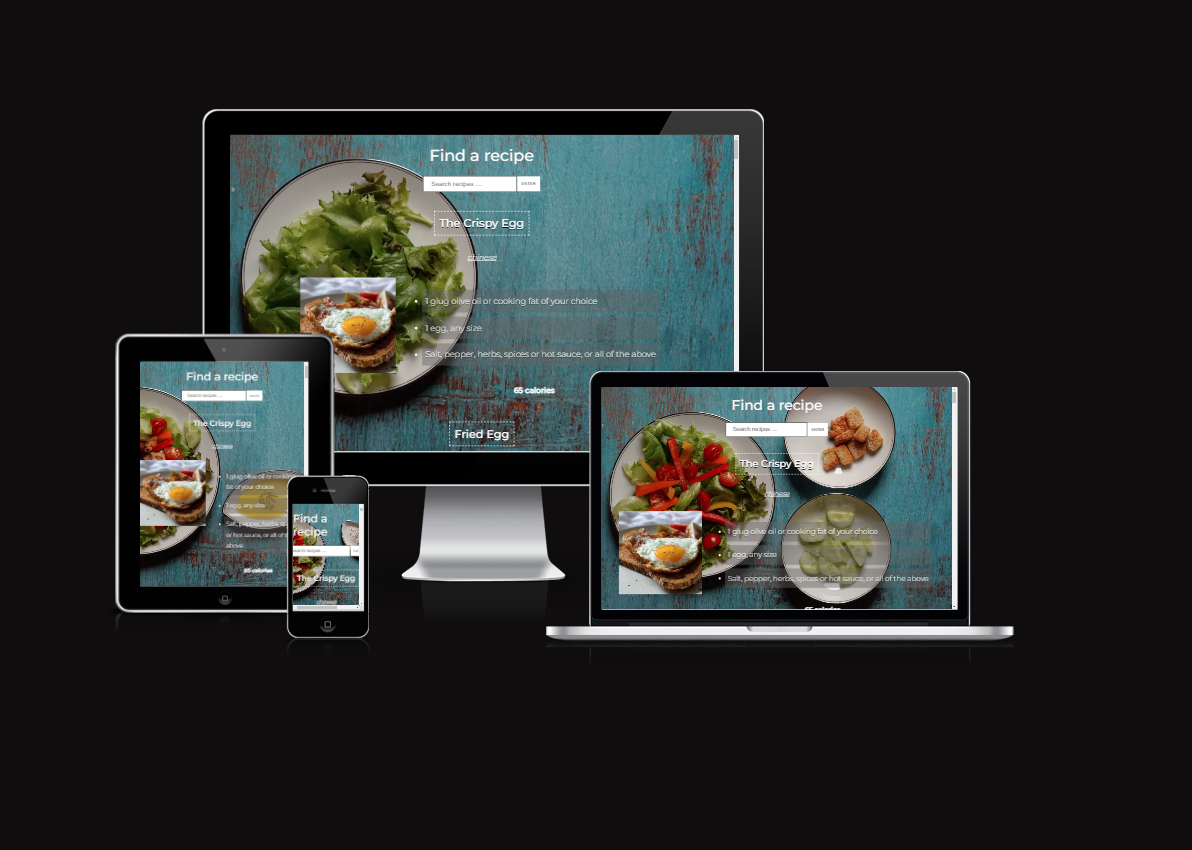 Find a recipe
Search recipes ....
ENTER
The Crispy Egg
chinese
1 glug olive oil or cooking fat of your choice
1 egg, any size
Salt, pepper, herbs, spices or hot sauce, or all of the above
65 calories
Fried Egg
Find a recipe
Search recipes ....
ENTER
The Crispy Egg
chinese
1 glug olive oil or cooking
fat of your choice
1 egg, any size
Salt, pepper, herbs,
or hot sauce, or all of
above
65 calories
Find a
recipe
search recipes ....
The Crispy Egg
chinese
Find a recipe
Search recipes ....
ENTER
The Crispy Egg
chinese
1 glug olive oil or cooking fat of your choice
1 egg, any size
Salt, pepper, herbs, spices or hot sauce, or all of the above
65 calories